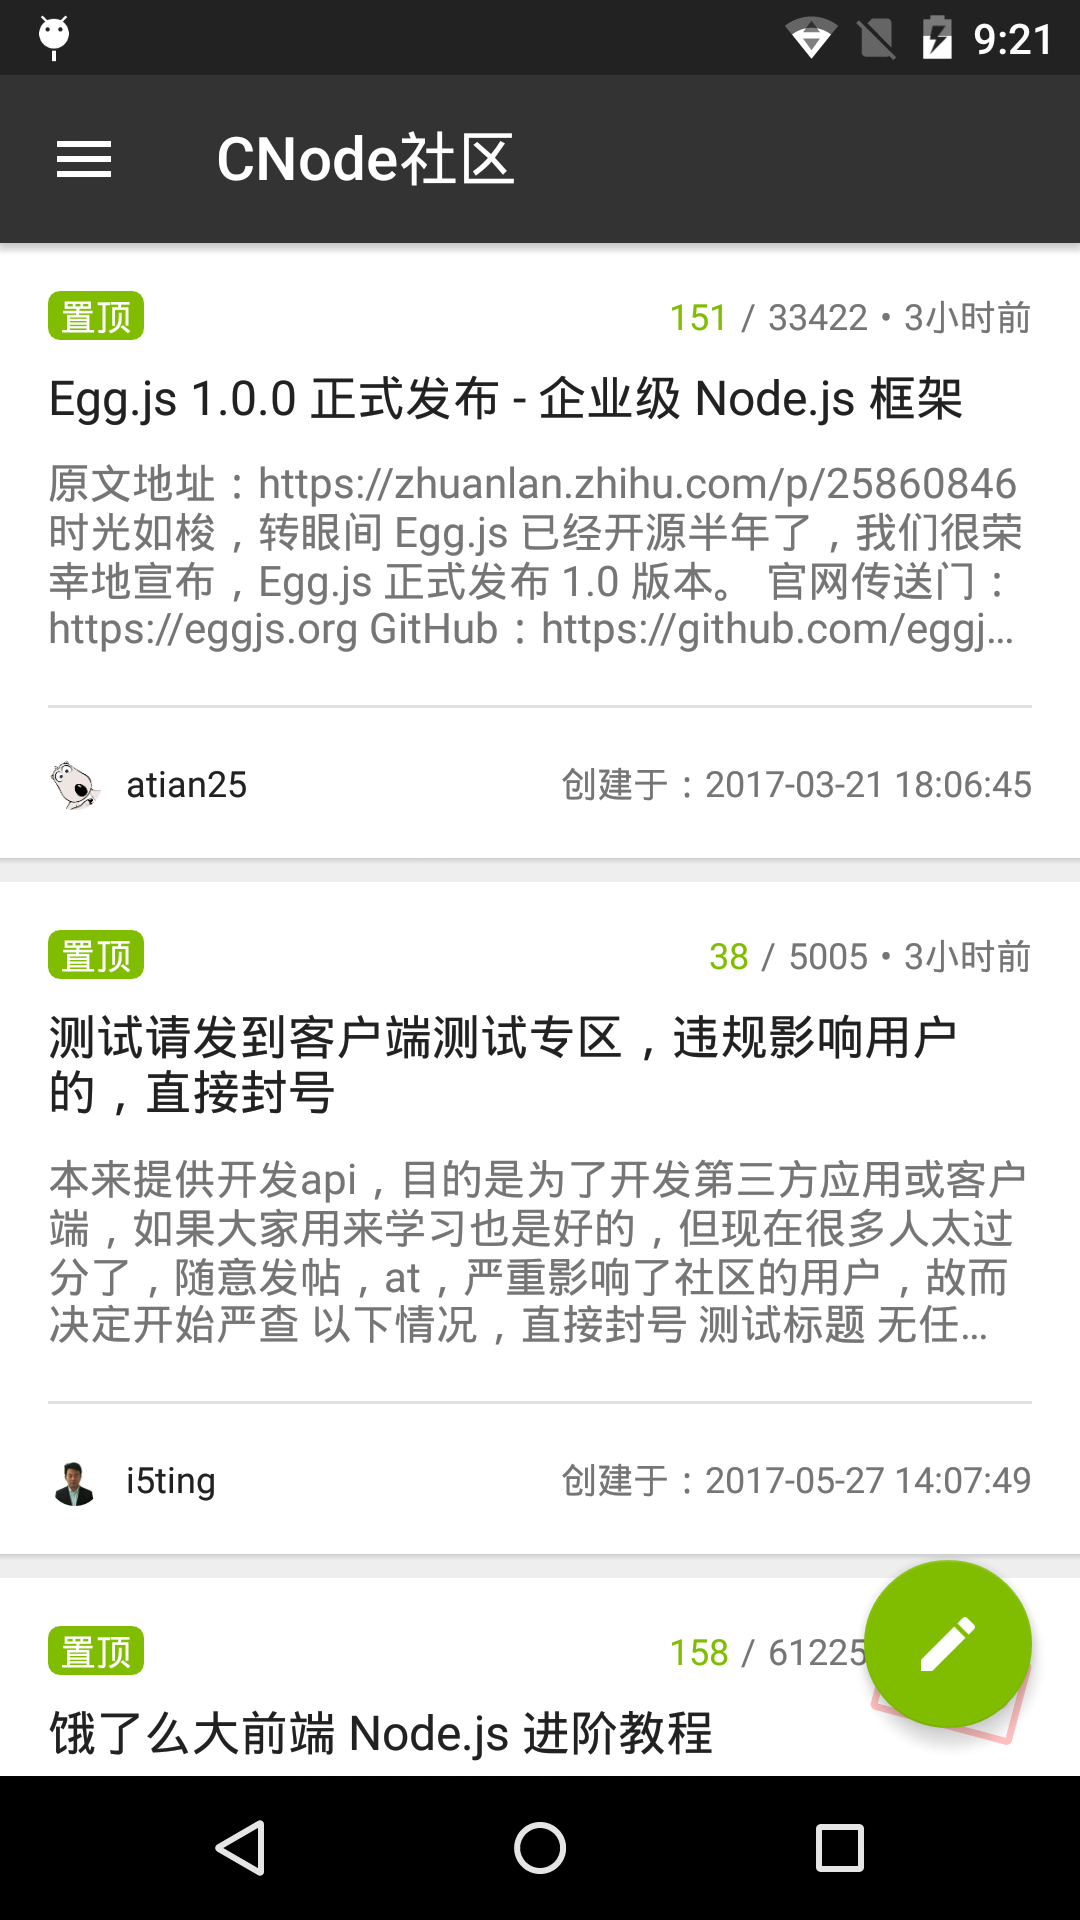 9:21
CNode社区
置顶 151 / 33422 • 3小时前
Egg.js 1.0.0 正式发布 - 企业级 Node.js 框架
原文地址：https://zhuanlan.zhihu.com/p/25860846
时光如梭，转眼间 Egg.js 已经开源半年了，我们很荣
幸地宣布，Egg.js 正式发布 1.0 版本。 官网传送门：
https://eggjs.org GitHub：https://github.com/eggj…
atian25 创建于：2017-03-21 18:06:45
置顶 38 / 5005 • 3小时前
测试请发到客户端测试专区，违规影响用户
的，直接封号
本来提供开发api，目的是为了开发第三方应用或客户
端，如果大家用来学习也是好的，但现在很多人太过
分了，随意发帖，at，严重影响了社区的用户，故而
决定开始严查 以下情况，直接封号 测试标题 无任…
i5ting 创建于：2017-05-27 14:07:49
置顶 158 / 61225
饿了么大前端 Node.js 进阶教程